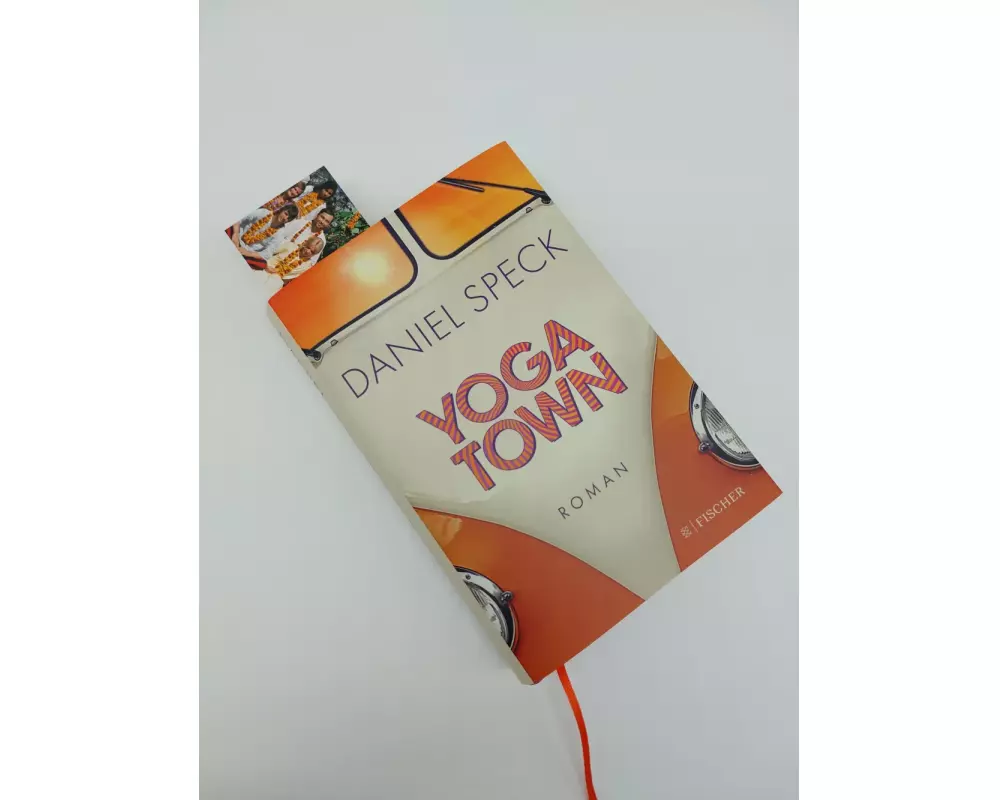 DANIEL SPECK
YOGA
TOWN
ROMAN
FISCHER